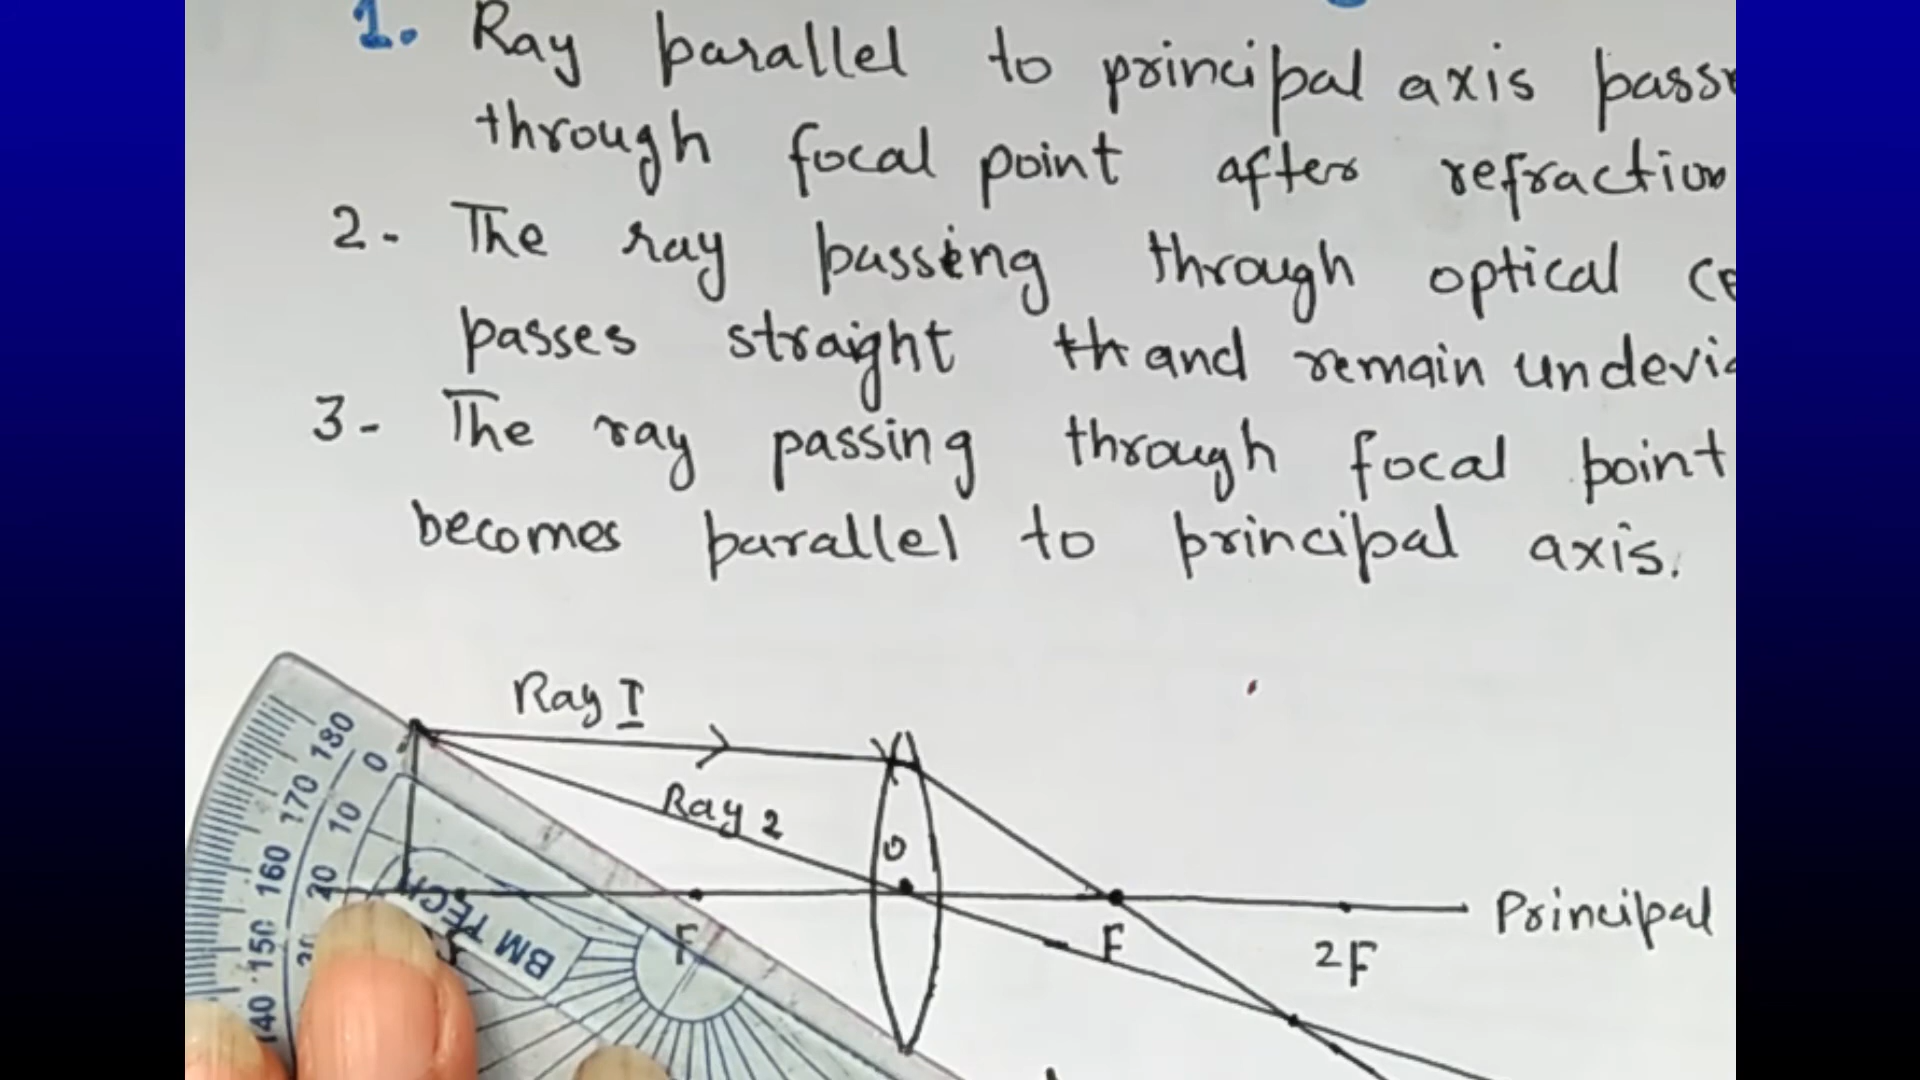 1. Ray parallel to principal axis
through focal point after refraction
2- The ray passing through optical
passes straight th and remain
3- The ray passing through focal point
becomes parallel to principal axis.
Ray I
180
0
170
10
Ray 2
160
20
O
BM TECH
Principal
150
F
F
2F
140